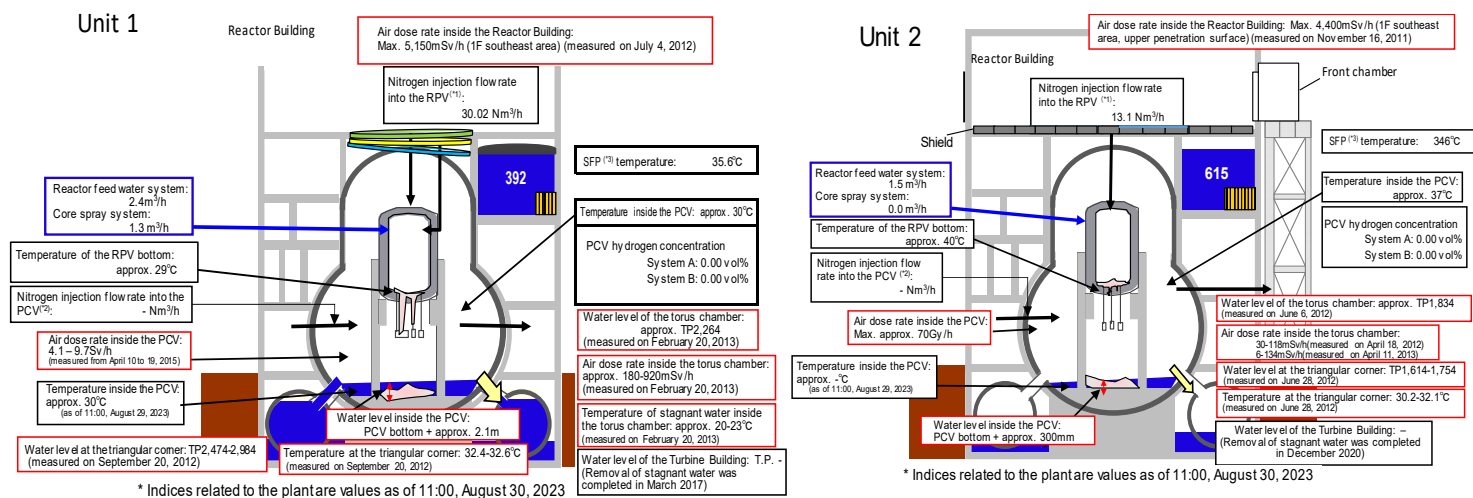 Unit 1
Reactor Building
Air dose rate inside the Reactor Building:
Max. 5,150mSv/h (1F southeast area) (measured on July 4, 2012)
Nitrogen injection flow rate
into the RPV(*1):
30.02 Nm3/h
392
SFP (*3) temperature: 35.6℃
Reactor feed water system:
2.4m3/h
Core spray system:
1.3 m3/h
Temperature inside the PCV: approx. 30℃
PCV hydrogen concentration
System A: 0.00 vol%
System B: 0.00 vol%
Temperature of the RPV bottom:
approx. 29℃
Nitrogen injection flow rate into the
PCV(*2): - Nm3/h
Air dose rate inside the PCV:
4.1 – 9.7Sv/h
(measured from April 10 to 19, 2015)
Temperature inside the PCV:
approx. 30℃
(as of 11:00, August 29, 2023)
Water level of the torus chamber:
approx. TP2,264
(measured on February 20, 2013)
Air dose rate inside the torus chamber:
approx. 180-920mSv/h
(measured on February 20, 2013)
Temperature of stagnant water inside
the torus chamber: approx. 20-23℃
(measured on February 20, 2013)
Water level inside the PCV:
PCV bottom + approx. 2.1m
Water level at the triangular corner: TP2,474-2,984
(measured on September 20, 2012)
Temperature at the triangular corner: 32.4-32.6℃
(measured on September 20, 2012)
Water level of the Turbine Building: T.P. -
(Removal of stagnant water was
completed in March 2017)
* Indices related to the plant are values as of 11:00, August 30, 2023
Unit 2
Air dose rate inside the Reactor Building: Max. 4,400mSv/h (1F southeast
area, upper penetration surface) (measured on November 16, 2011)
Reactor Building
Front chamber
Nitrogen injection flow rate
into the RPV(*1):
13.1 Nm3/h
Shield
615
SFP (*3) temperature: 346℃
Reactor feed water system:
1.5 m3/h
Core spray system:
0.0 m3/h
Temperature inside the PCV:
approx. 37℃
PCV hydrogen concentration
System A: 0.00 vol%
System B: 0.00 vol%
Temperature of the RPV bottom:
approx. 40℃
Nitrogen injection flow
rate into the PCV (*2):
- Nm3/h
Air dose rate inside the PCV:
Max. approx. 70Gy/h
Temperature inside the PCV:
approx. -℃
(as of 11:00, August 29, 2023)
Water level inside the PCV:
PCV bottom + approx. 300mm
Water level of the torus chamber: approx. TP1,834
(measured on June 6, 2012)
Air dose rate inside the torus chamber:
30-118mSv/h(measured on April 18, 2012)
6-134mSv/h(measured on April 11, 2013)
Water level at the triangular corner: TP1,614-1,754
(measured on June 28, 2012)
Temperature at the triangular corner: 30.2-32.1℃
(measured on June 28, 2012)
Water level of the Turbine Building: –
(Removal of stagnant water was completed
in December 2020)
* Indices related to the plant are values as of 11:00, August 30, 2023